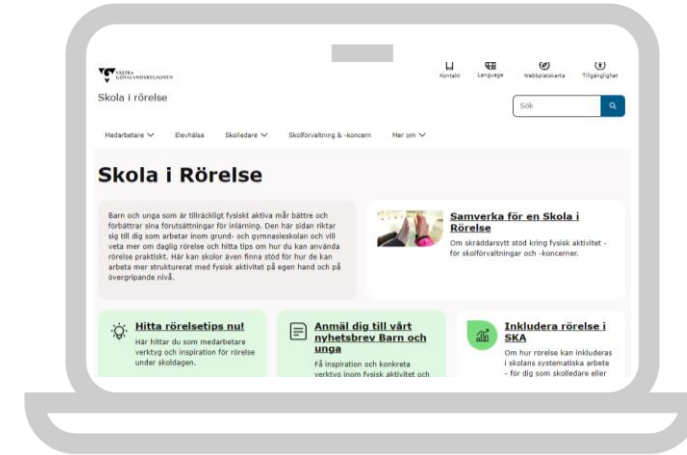 VÄSTRA
GÖTALANDSREGIONEN
Kontakt
Language
Webbplatskarta
Tillgänglighet
Skola i rörelse
Sök
Medarbetare
Elevhälsa
Skolledare
Skolförvaltning & -koncern
Mer om
Skola i Rörelse
Barn och unga som är tillräckligt fysiskt aktiva mår bättre och
förbättrar sina förutsättningar för inlärning. Den här sidan riktar
sig till dig som arbetar inom grund- och gymnasieskolan och vill
veta mer om daglig rörelse och hitta tips om hur du kan använda
rörelse praktiskt. Här kan skolor även finna stöd för hur de kan
arbeta mer strukturerat med fysisk aktivitet på egen hand och på
övergripande nivå.
Samverka för en Skola i
Rörelse
Om skräddarsytt stöd kring fysisk aktivitet -
för skolförvaltningar och -koncerner.
Hitta rörelsetips nu!
Här hittar du som medarbetare
verktyg och inspiration för rörelse
under skoldagen.
Anmäl dig till vårt
nyhetsbrev Barn och
unga
Få inspiration och konkreta
verktyg inom fysisk aktivitet och
Inkludera rörelse i
SKA
Om hur rörelse kan inkluderas
i skolans systematiska arbete
- för dig som skolledare eller